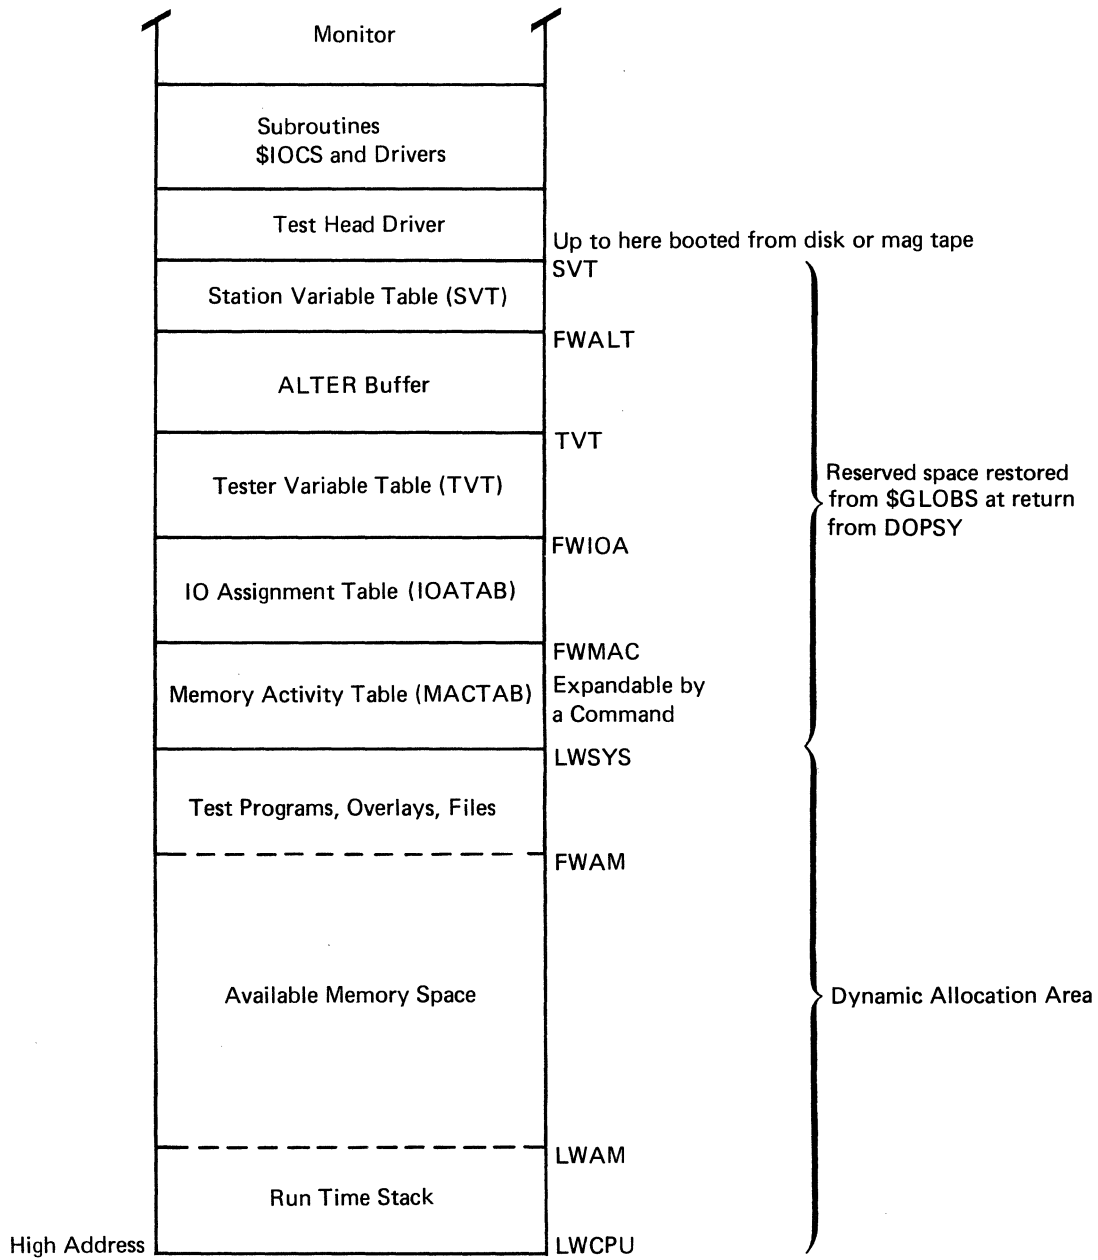 Monitor
Subroutines
$IOCS and Drivers
Test Head Driver
Up to here booted from disk or mag tape
SVT
Station Variable Table (SVT)
FWALT
ALTER Buffer
TVT
Tester Variable Table (TVT)
Reserved space restored
from $GLOBS at return
from DOPSY
FWIOA
IO Assignment Table (IOATAB)
FWMAC
Memory Activity Table (MACTAB)
Expandable by
a Command
LWSYS
Test Programs, Overlays, Files
FWAM
Available Memory Space
Dynamic Allocation Area
LWAM
Run Time Stack
High Address
LWCPU